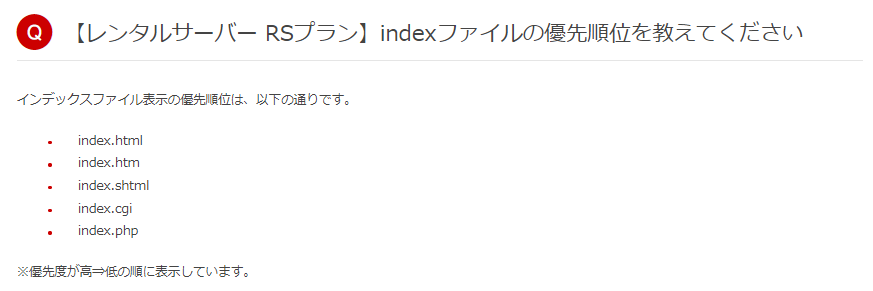 Q 【レンタルサーバー RSプラン】indexファイルの優先順位を教えてください
インデックスファイル表示の優先順位は、以下の通りです。
index.html
index.htm
index.shtml
index.cgi
index.php
※優先度が高⇒低の順に表示しています。